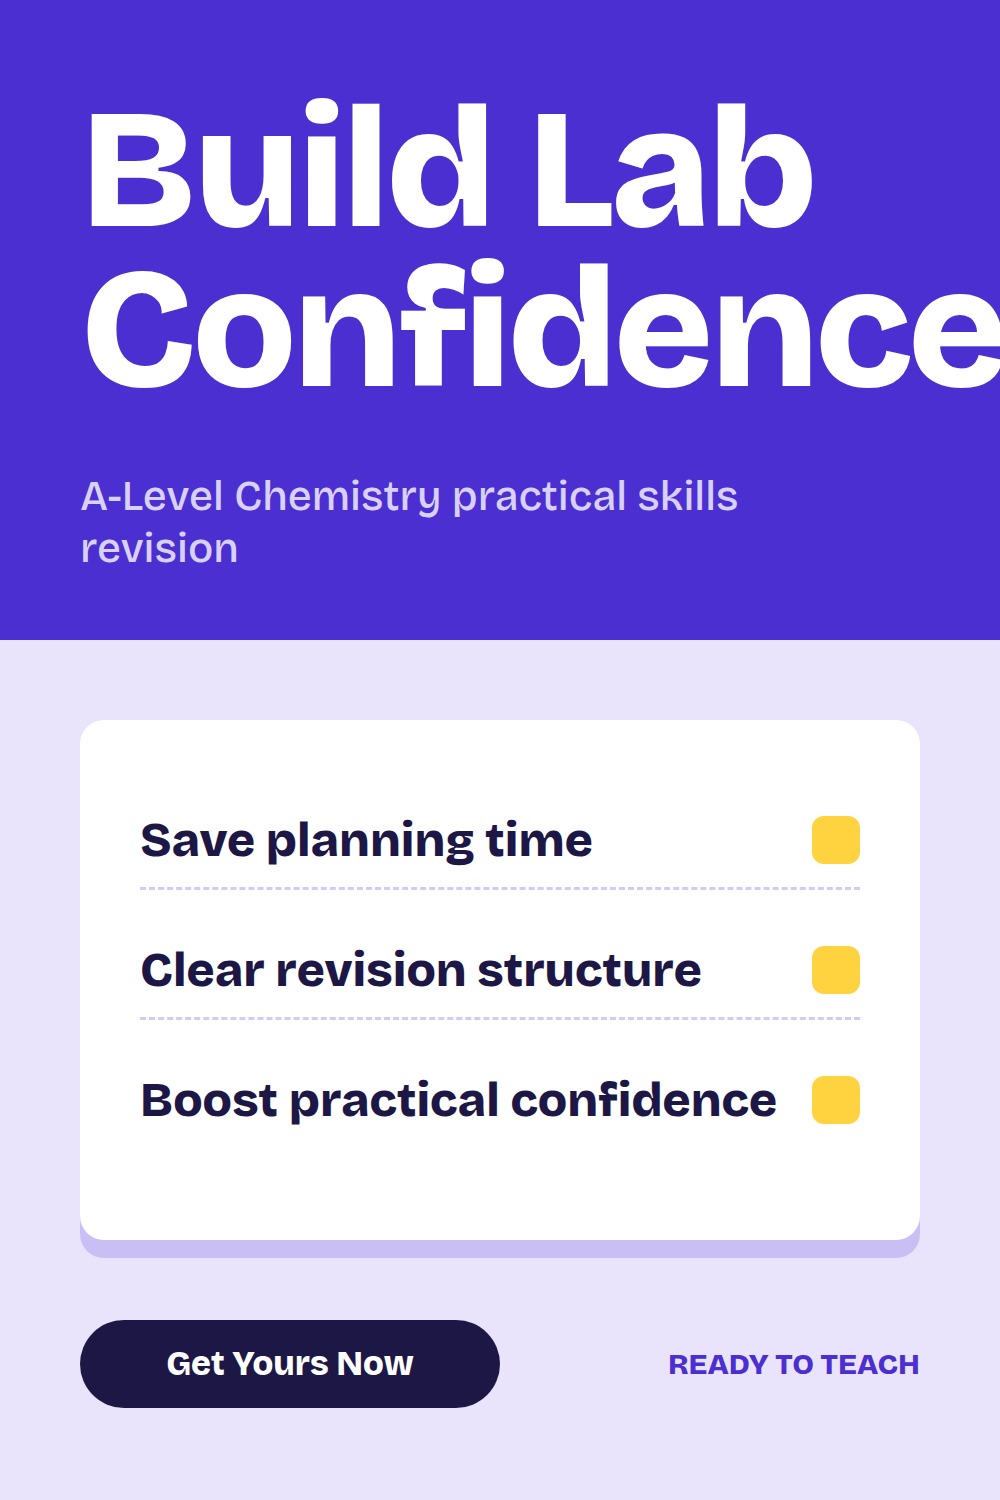 Build Lab
Confidence
A-Level Chemistry practical skills
revision
Save planning time
Clear revision structure
Boost practical confidence
Get Yours Now
READY TO TEACH